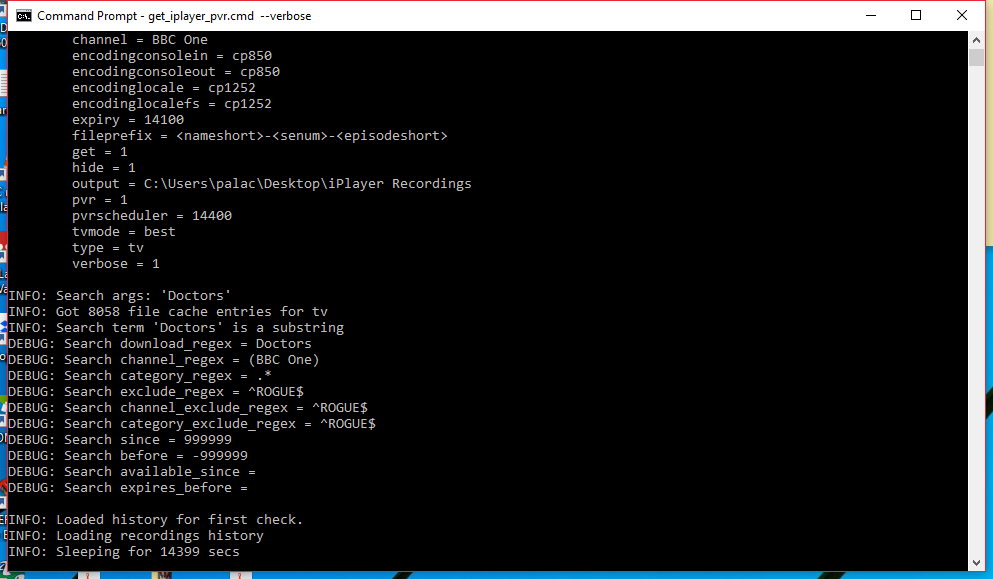 Command Prompt - get_iplayer_pvr.cmd --verbose
channel = BBC One
encodingconsolein = cp850
encodingconsoleout = cp850
encodinglocale = cp1252
encodinglocalefs = cp1252
expiry = 14100
fileprefix = <nameshort>-<senum>-<episodeshort>
get = 1
hide = 1
output = C:\Users\palac\Desktop\iPlayer Recordings
pvr = 1
pvrscheduler = 14400
tvmode = best
type = tv
verbose = 1
INFO: Search args: 'Doctors'
INFO: Got 8058 file cache entries for tv
INFO: Search term 'Doctors' is a substring
DEBUG: Search download_regex = Doctors
DEBUG: Search channel_regex = (BBC One)
DEBUG: Search category_regex = .*
DEBUG: Search exclude_regex = ^ROGUE$
DEBUG: Search channel_exclude_regex = ^ROGUE$
DEBUG: Search category_exclude_regex = ^ROGUE$
DEBUG: Search since = 999999
DEBUG: Search before = -999999
DEBUG: Search available_since =
DEBUG: Search expires_before =
INFO: Loaded history for first check.
INFO: Loading recordings history
INFO: Sleeping for 14399 secs